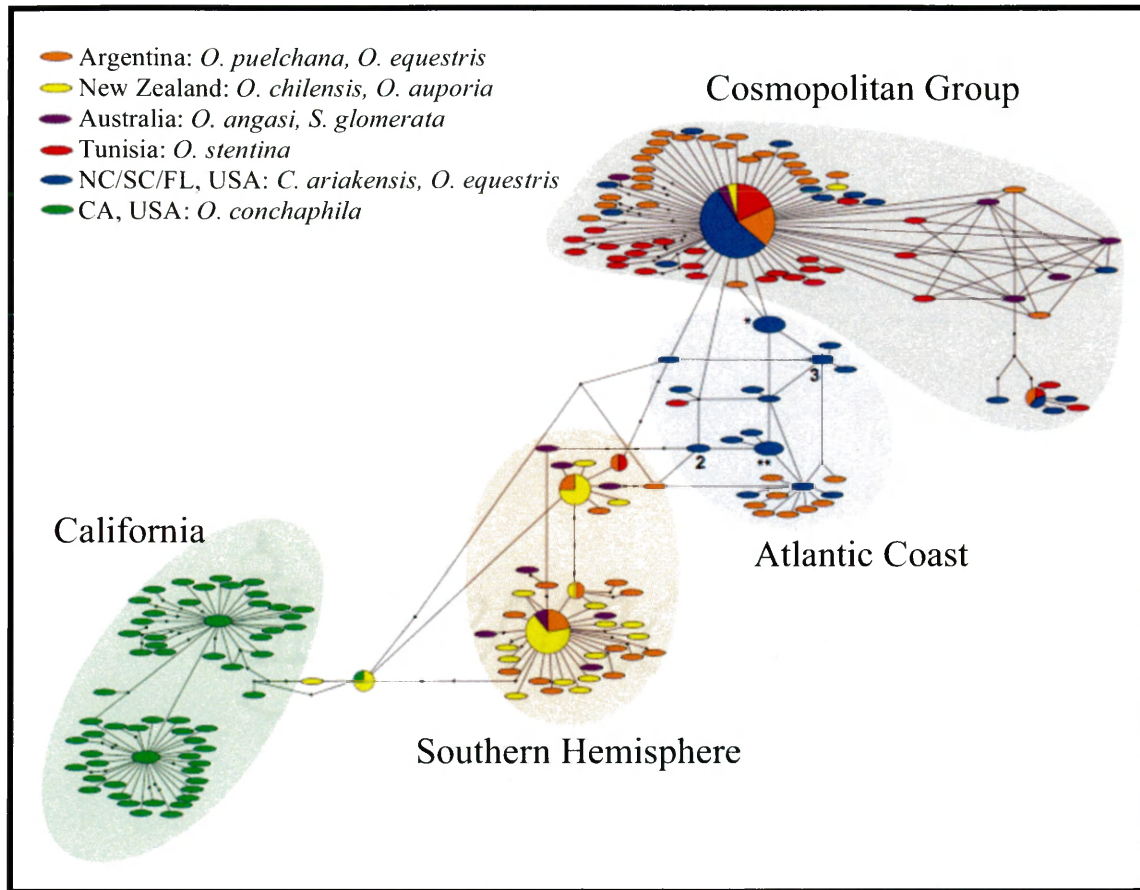 Argentina: O. puelchana, O. equestris
New Zealand: O. chilensis, O. auporia
Australia: O. angasi, S. glomerata
Tunisia: O. stentina
NC/SC/FL, USA: C. ariakensis, O. equestris
CA, USA: O. conchaphila
Cosmopolitan Group
*
3
2
**
Atlantic Coast
California
Southern Hemisphere